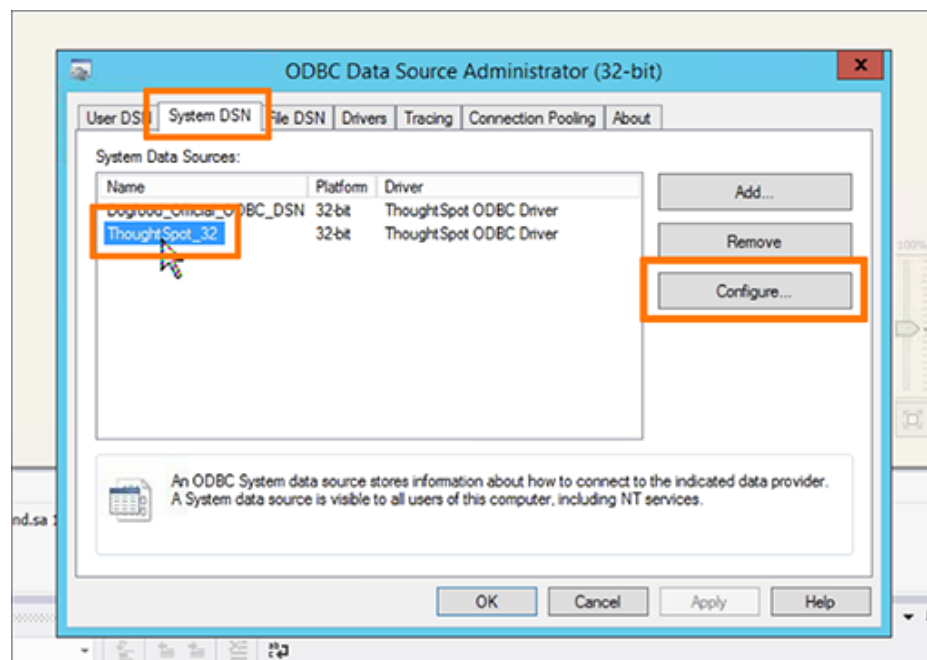 ODBC Data Source Administrator (32-bit)
x
User DSN System DSN File DSN Drivers Tracing Connection Pooling About
System Data Sources:
Name Platform Driver
32-bit ThoughtSpot ODBC Driver
ThoughtSpot_32 32-bit ThoughtSpot ODBC Driver
Add...
Remove
Configure...
100%
An ODBC System data source stores information about how to connect to the indicated data provider.
A System data source is visible to all users of this computer, including NT services.
nd.sa
OK Cancel Apply Help